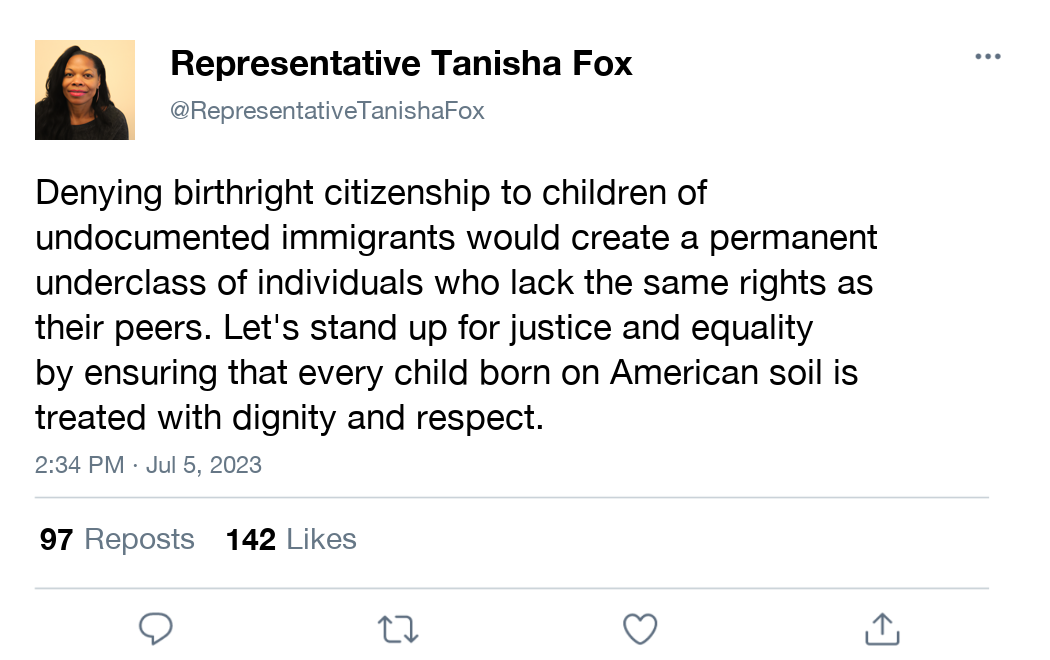 Representative Tanisha Fox
@RepresentativeTanishaFox
Denying birthright citizenship to children of
undocumented immigrants would create a permanent
underclass of individuals who lack the same rights as
their peers. Let's stand up for justice and equality
by ensuring that every child born on American soil is
treated with dignity and respect.
2:34 PM · Jul 5, 2023
97 Reposts 142 Likes